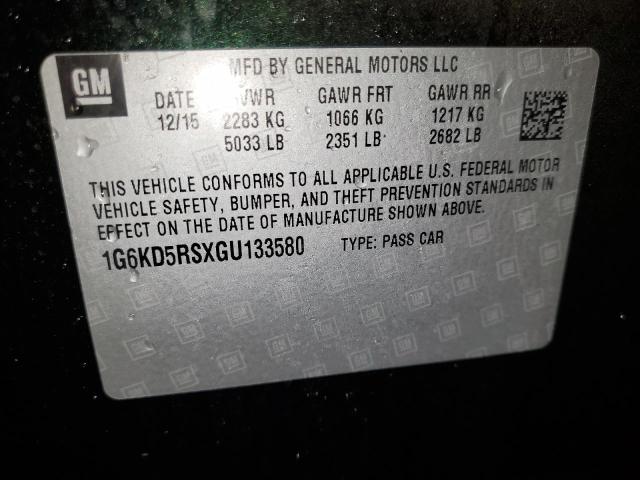 GM
MFD BY GENERAL MOTORS LLC
DATE GVWR GAWR FRT GAWR RR
12/15 2283 KG 1066 KG 1217 KG
5033 LB 2351 LB 2682 LB
THIS VEHICLE CONFORMS TO ALL APPLICABLE U.S. FEDERAL MOTOR
VEHICLE SAFETY, BUMPER, AND THEFT PREVENTION STANDARDS IN
EFFECT ON THE DATE OF MANUFACTURE SHOWN ABOVE.
1G6KD5RSXGU133580 TYPE: PASS CAR